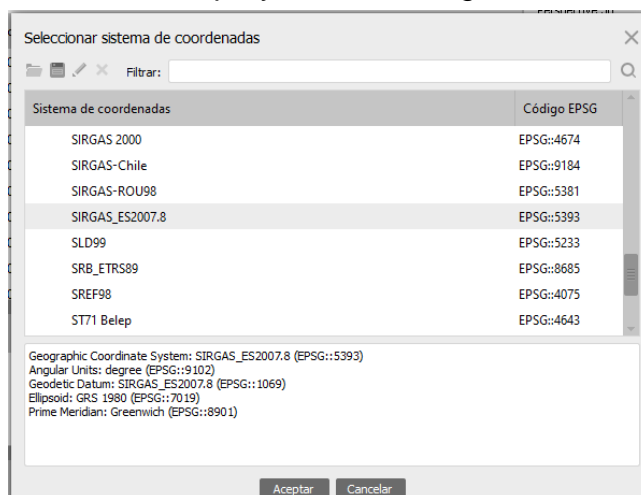 Seleccionar sistema de coordenadas
Filtrar:
Sistema de coordenadas Código EPSG
SIRGAS 2000 EPSG::4674
SIRGAS-Chile EPSG::9184
SIRGAS-ROU98 EPSG::5381
SIRGAS_ES2007.8 EPSG::5393
SLD99 EPSG::5233
SRB_ETRS89 EPSG::8685
SREF98 EPSG::4075
ST71 Belep EPSG::4643
Geographic Coordinate System: SIRGAS_ES2007.8 (EPSG::5393)
Angular Units: degree (EPSG::9102)
Geodetic Datum: SIRGAS_ES2007.8 (EPSG::1069)
Ellipsoid: GRS 1980 (EPSG::7019)
Prime Meridian: Greenwich (EPSG::8901)
Aceptar Cancelar